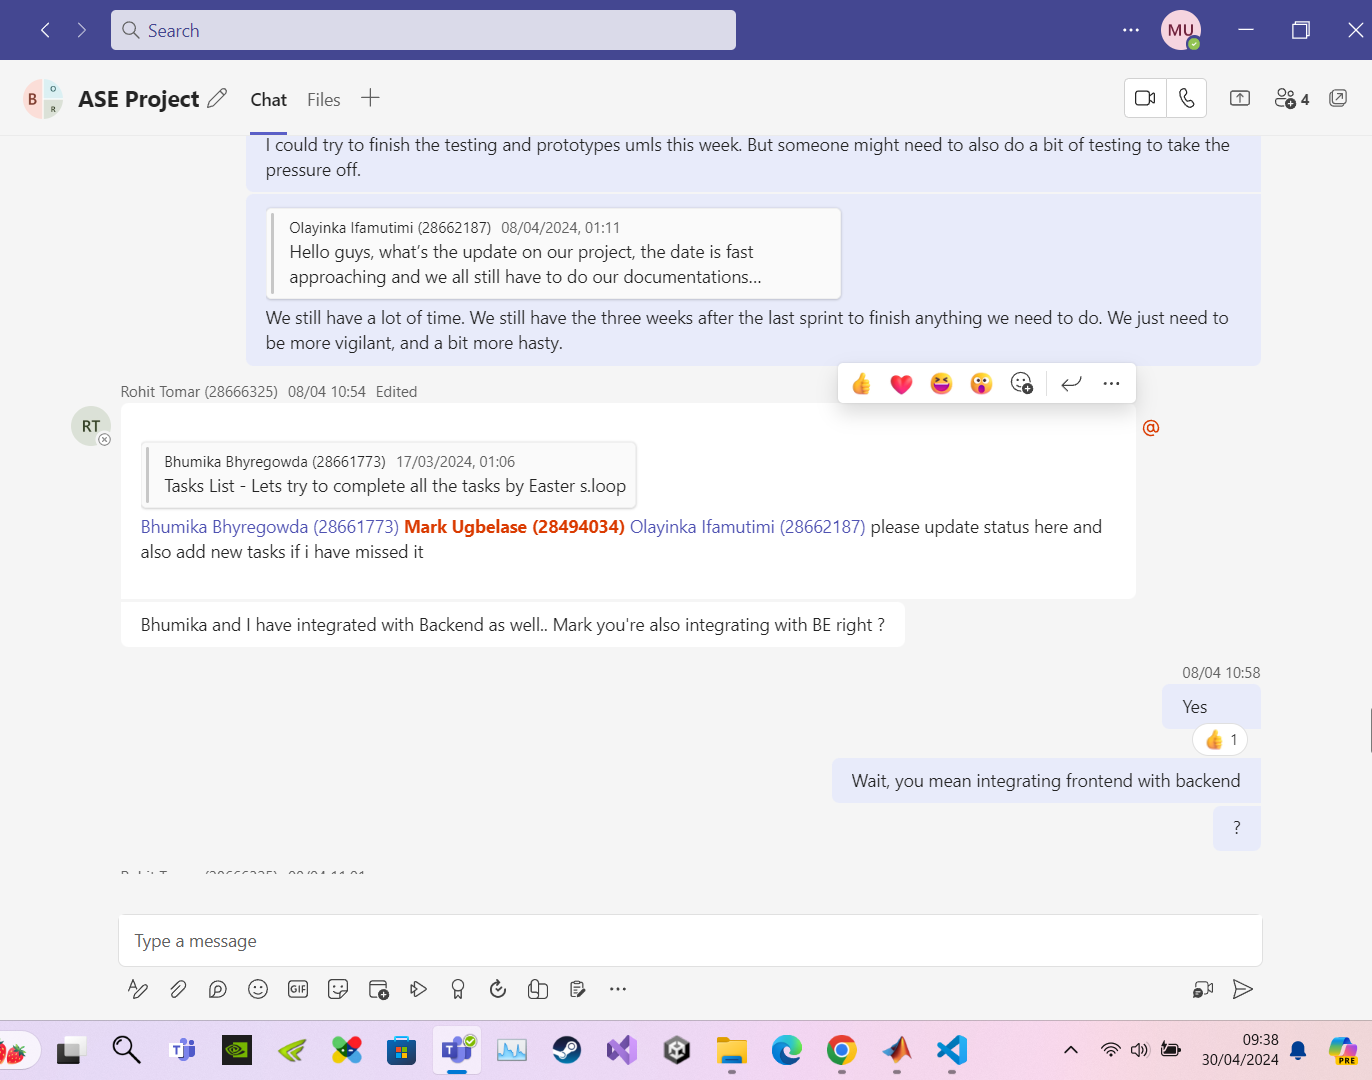 Search
MU
B
O
R
ASE Project
Chat
Files
4
I could try to finish the testing and prototypes umls this week. But someone might need to also do a bit of testing to take the
pressure off.
Olayinka Ifamutimi (28662187) 08/04/2024, 01:11
Hello guys, what's the update on our project, the date is fast
approaching and we all still have to do our documentations...
We still have a lot of time. We still have the three weeks after the last sprint to finish anything we need to do. We just need to
be more vigilant, and a bit more hasty.
Rohit Tomar (28666325) 08/04 10:54 Edited
RT
@
Bhumika Bhyregowda (28661773) 17/03/2024, 01:06
Tasks List - Lets try to complete all the tasks by Easter s.loop
Bhumika Bhyregowda (28661773) Mark Ugbelase (28494034) Olayinka Ifamutimi (28662187) please update status here and
also add new tasks if i have missed it
Bhumika and I have integrated with Backend as well.. Mark you're also integrating with BE right ?
08/04 10:58
Yes
1
Wait, you mean integrating frontend with backend
?
Rohit Tomar (28666325) 08/04 11:01
Type a message
GIF
09:38
30/04/2024
PRE